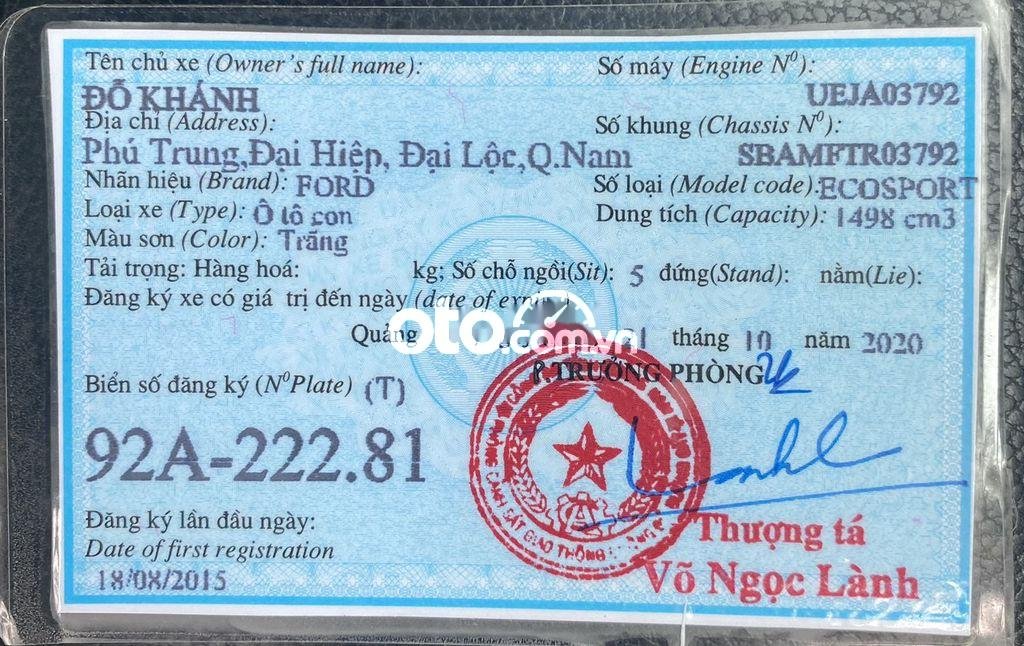 Tên chủ xe (Owner's full name):
ĐỖ KHÁNH
Địa chỉ (Address):
Phú Trung,Đại Hiệp, Đại Lộc,Q.Nam
Nhãn hiệu (Brand): FORD
Loại xe (Type): Ô tô con
Màu sơn (Color): Trắng
Số máy (Engine N⁰):
UEJA03792
Số khung (Chassis N⁰):
SBAMFTR03792
Số loại (Model code):ECOSPORT
Dung tích (Capacity): 1498 cm3
Tải trọng: Hàng hoá: kg; Số chỗ ngồi(Sit): 5 đứng(Stand): nằm(Lie):
Đăng ký xe có giá trị đến ngày (date of
Quảng tháng 10 năm 2020
oto.com.vn
P.TRƯỞNG PHÒNG
Biển số đăng ký (N⁰Plate) (T)
92A-222.81
Đăng ký lần đầu ngày:
Date of first registration
18/08/2015
PHÒNG CẢNH SÁT GIAO THÔNG
Thượng tá
Võ Ngọc Lành